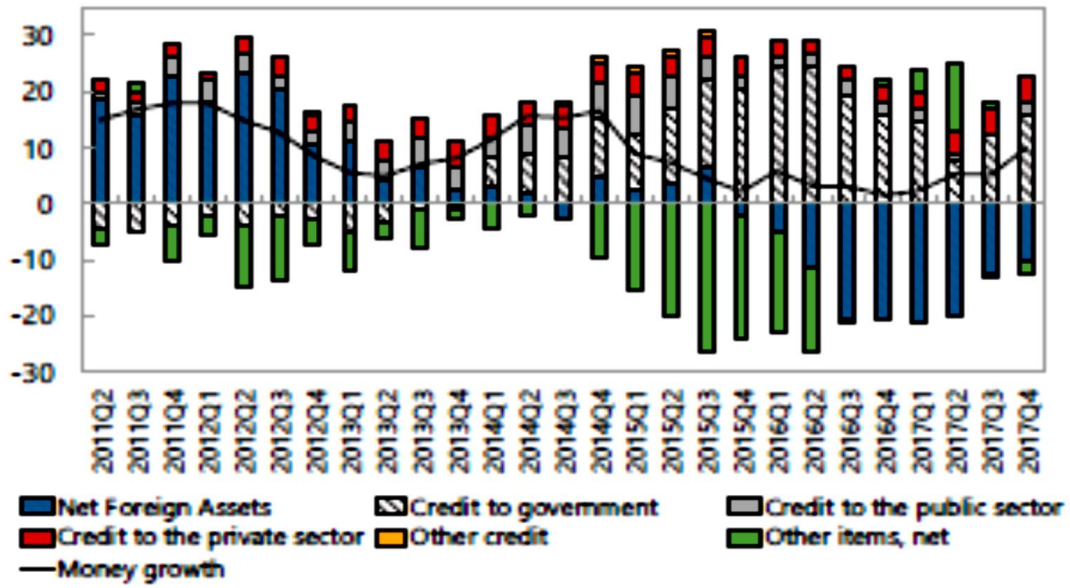 30
20
10
0
-10
-20
-30
2011Q2 2011Q3 2011Q4 2012Q1 2012Q2 2012Q3 2012Q4 2013Q1 2013Q2 2013Q3 2013Q4 2014Q1 2014Q2 2014Q3 2014Q4 2015Q1 2015Q2 2015Q3 2015Q4 2016Q1 2016Q2 2016Q3 2016Q4 2017Q1 2017Q2 2017Q3 2017Q4
Net Foreign Assets Credit to government Credit to the public sector
Credit to the private sector Other credit Other items, net
Money growth